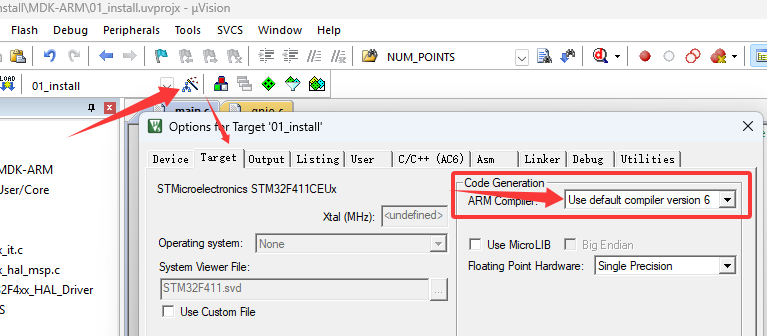 nstall\MDK-ARM\01_install.uvprojx - µVision
Flash Debug Peripherals Tools SVCS Window Help
NUM_POINTS
LOAD 01_install
main.c gpio.c
Options for Target '01_install'
Device Target Output Listing User C/C++ (AC6) Asm Linker Debug Utilities
MDK-ARM
User/Core
x_it.c
x_hal_msp.c
2F4xx_HAL_Driver
S
STMicroelectronics STM32F411CEUx
Xtal (MHz): <undefined>
Operating system: None
System Viewer File:
STM32F411.svd ...
Use Custom File
Code Generation
ARM Compiler: Use default compiler version 6
Use MicroLIB Big Endian
Floating Point Hardware: Single Precision